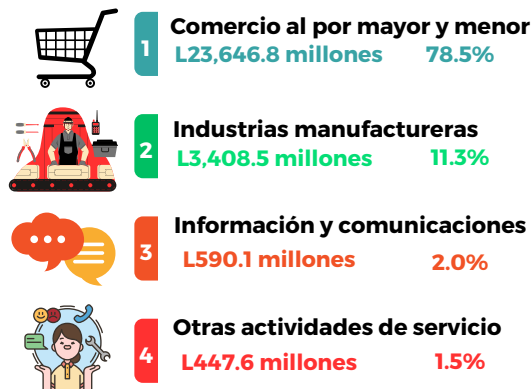 1
Comercio al por mayor y menor
L23,646.8 millones 78.5%
2
Industrias manufactureras
L3,408.5 millones 11.3%
3
Información y comunicaciones
L590.1 millones 2.0%
4
Otras actividades de servicio
L447.6 millones 1.5%